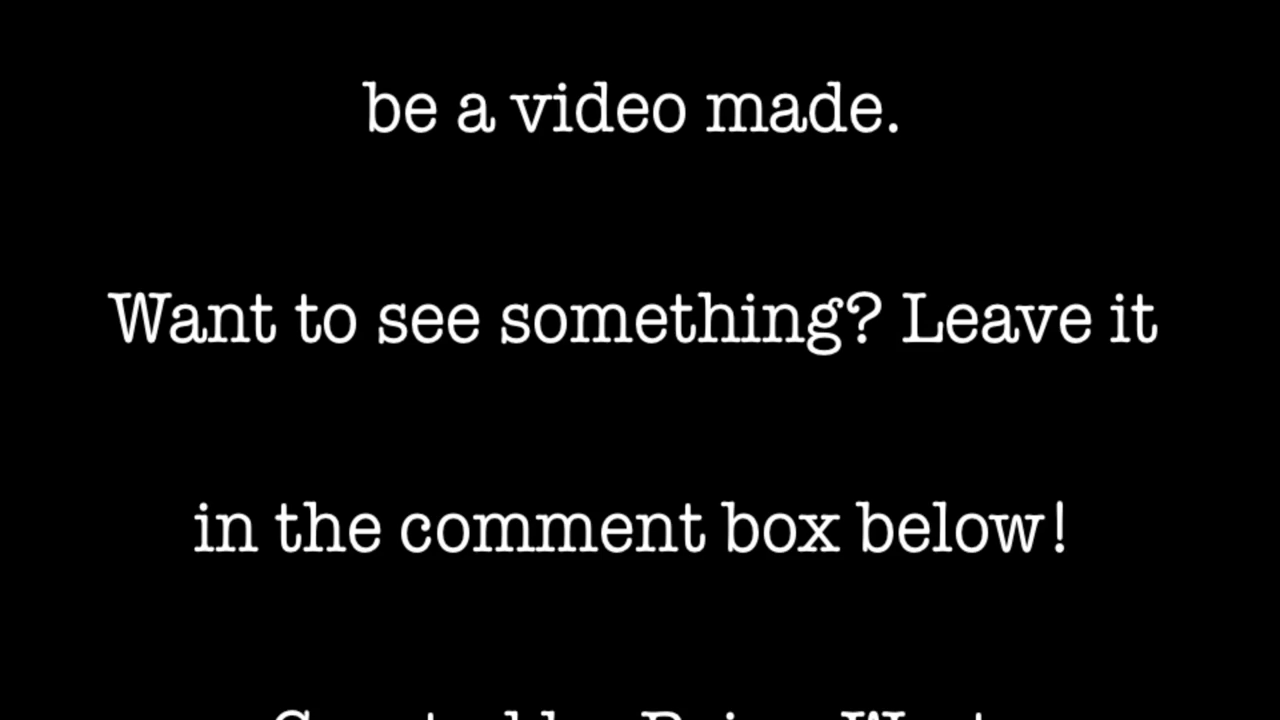 be a video made.
Want to see something? Leave it
in the comment box below!